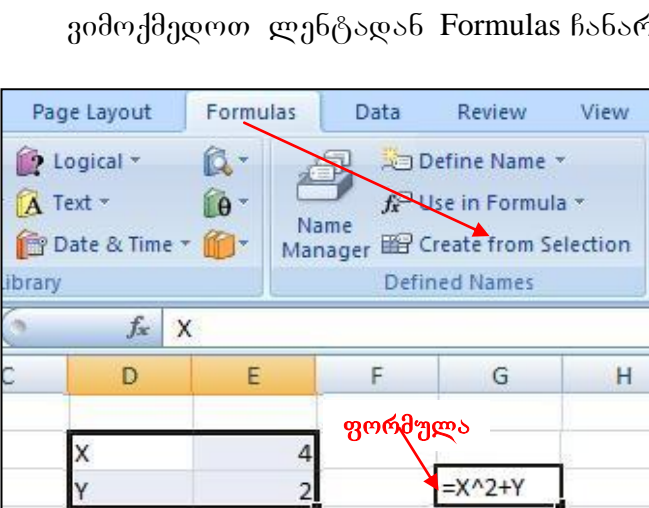 ვიმოქმედოთ ლენტადან Formulas ჩანარ
Page Layout Formulas Data Review View
Logical Define Name
Text Use in Formula
Date & Time Name Manager Create from Selection
ibrary Defined Names
fx X
C D E F G H
ფორმულა
X 4
Y 2 =X^2+Y